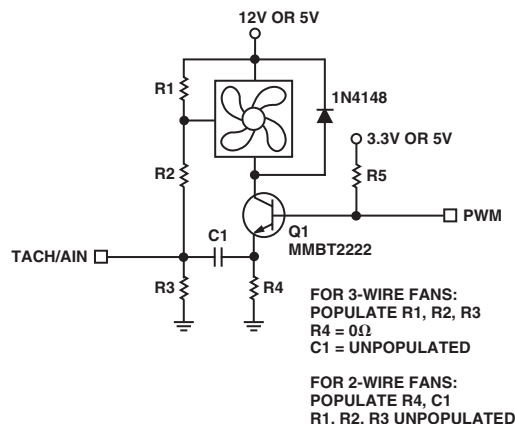 12V OR 5V
R1
1N4148
3.3V OR 5V
R2
R5
Q1
MMBT2222
PWM
C1
TACH/AIN
R3
R4
FOR 3-WIRE FANS:
POPULATE R1, R2, R3
R4 = 0Ω
C1 = UNPOPULATED
FOR 2-WIRE FANS:
POPULATE R4, C1
R1, R2, R3 UNPOPULATED